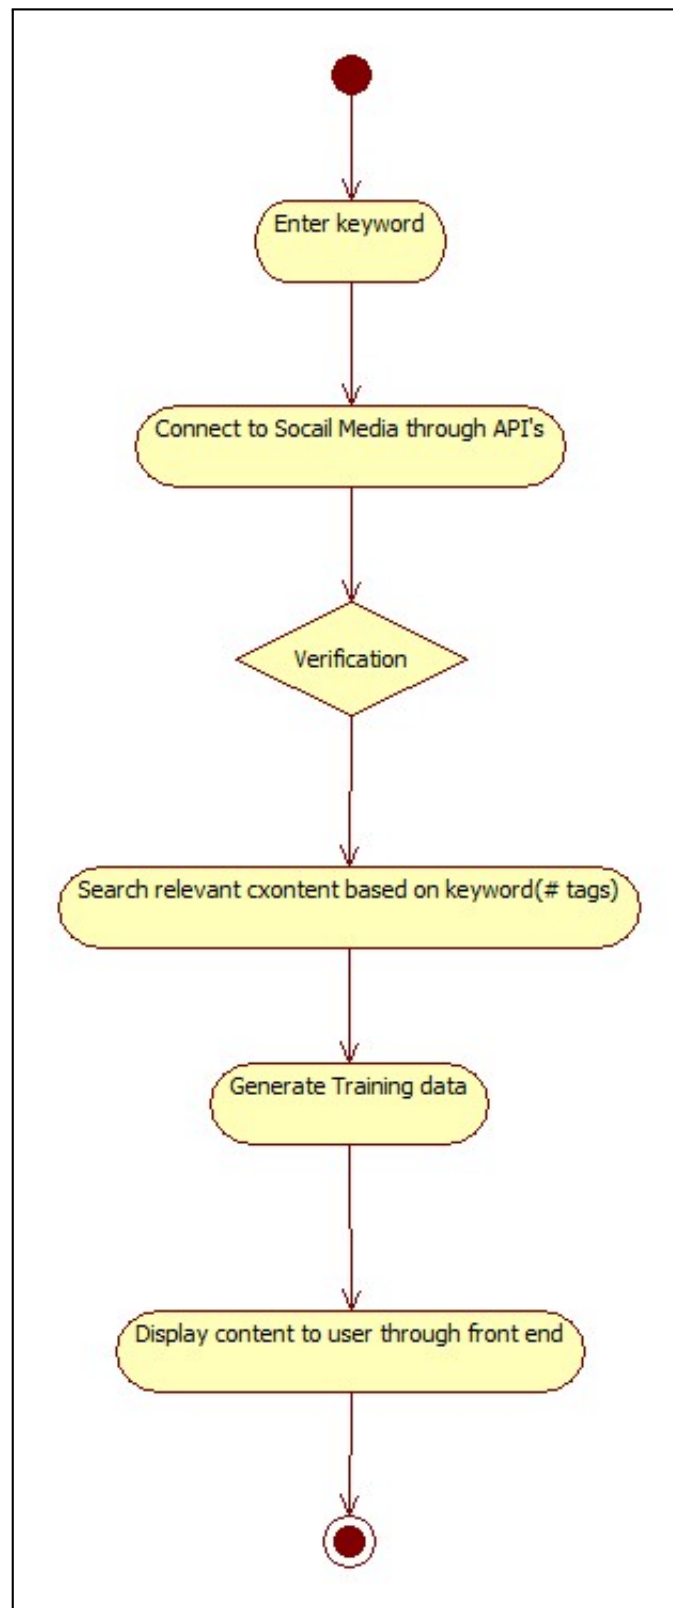 Enter keyword
Connect to Socail Media through API's
Verification
Search relevant cxontent based on keyword(# tags)
Generate Training data
Display content to user through front end